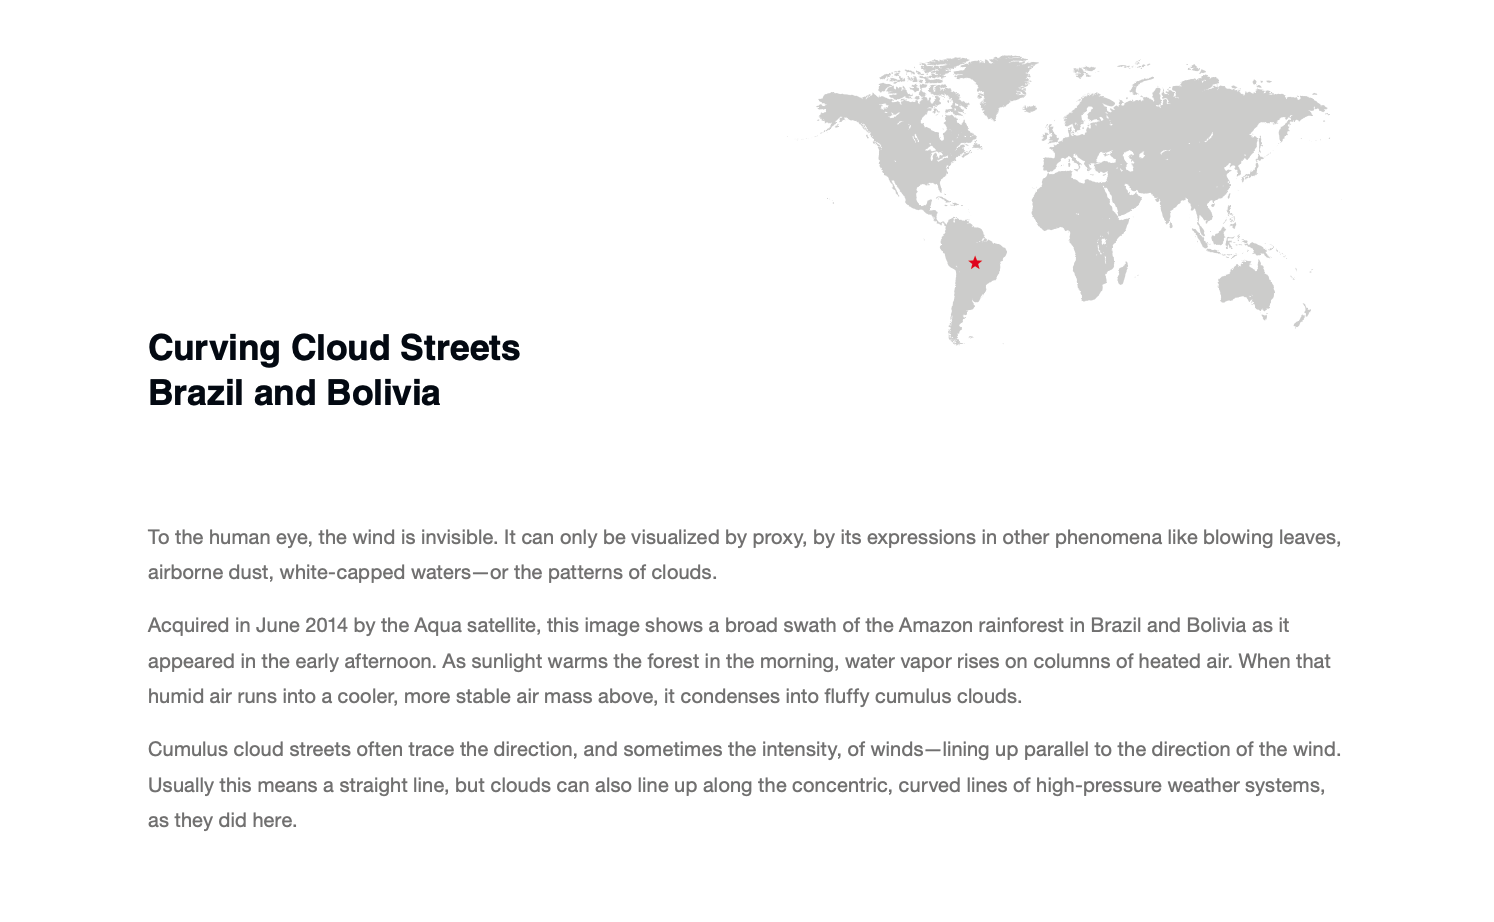 Curving Cloud Streets
Brazil and Bolivia
To the human eye, the wind is invisible. It can only be visualized by proxy, by its expressions in other phenomena like blowing leaves,
airborne dust, white-capped waters—or the patterns of clouds.
Acquired in June 2014 by the Aqua satellite, this image shows a broad swath of the Amazon rainforest in Brazil and Bolivia as it
appeared in the early afternoon. As sunlight warms the forest in the morning, water vapor rises on columns of heated air. When that
humid air runs into a cooler, more stable air mass above, it condenses into fluffy cumulus clouds.
Cumulus cloud streets often trace the direction, and sometimes the intensity, of winds—lining up parallel to the direction of the wind.
Usually this means a straight line, but clouds can also line up along the concentric, curved lines of high-pressure weather systems,
as they did here.